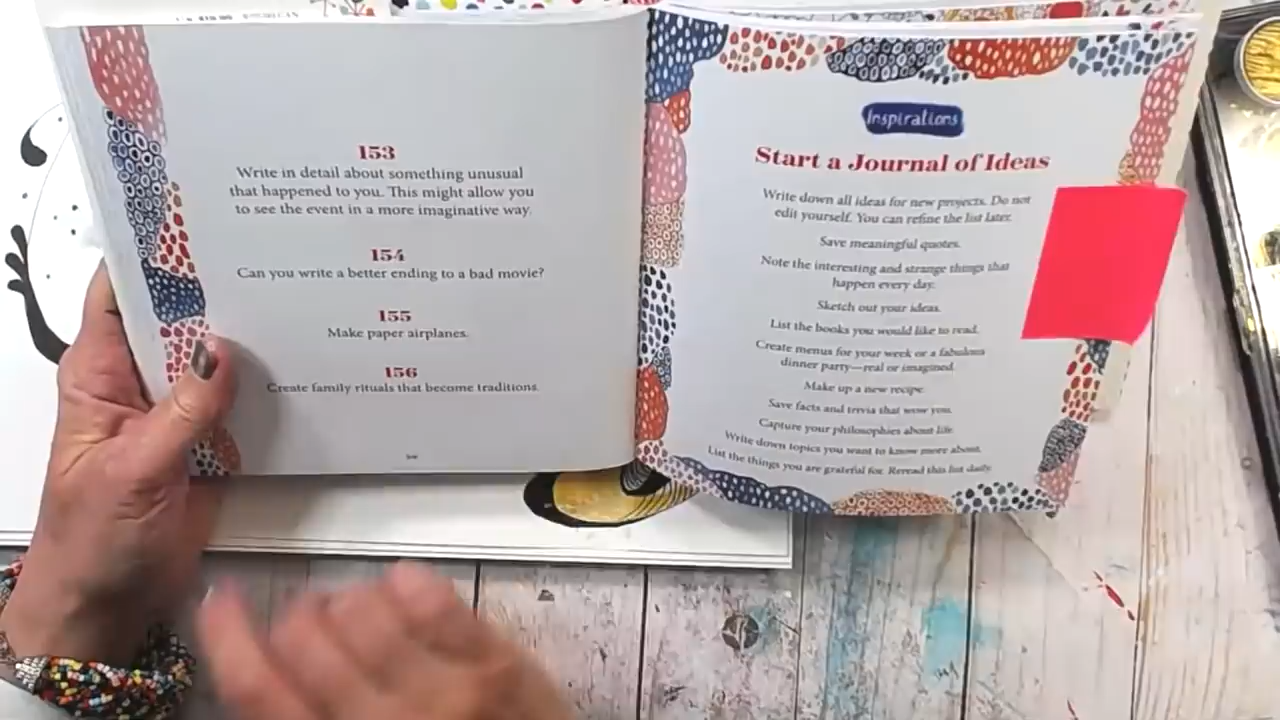 153
Write in detail about something unusual
that happened to you. This might allow you
to see the event in a more imaginative way.
154
Can you write a better ending to a bad movie?
155
Make paper airplanes.
156
Create family rituals that become traditions.
Inspirations
Start a Journal of Ideas
Write down all ideas for new projects. Do not
edit yourself. You can refine the list later.
Save meaningful quotes.
Note the interesting and strange things that
happen every day.
Sketch out your ideas.
List the books you would like to read.
Create menus for your week or a fabulous
dinner party—real or imagined.
Make up a new recipe.
Save facts and trivia that wow you.
Capture your philosophies about life.
Write down topics you want to know more about.
List the things you are grateful for. Reread this list daily.